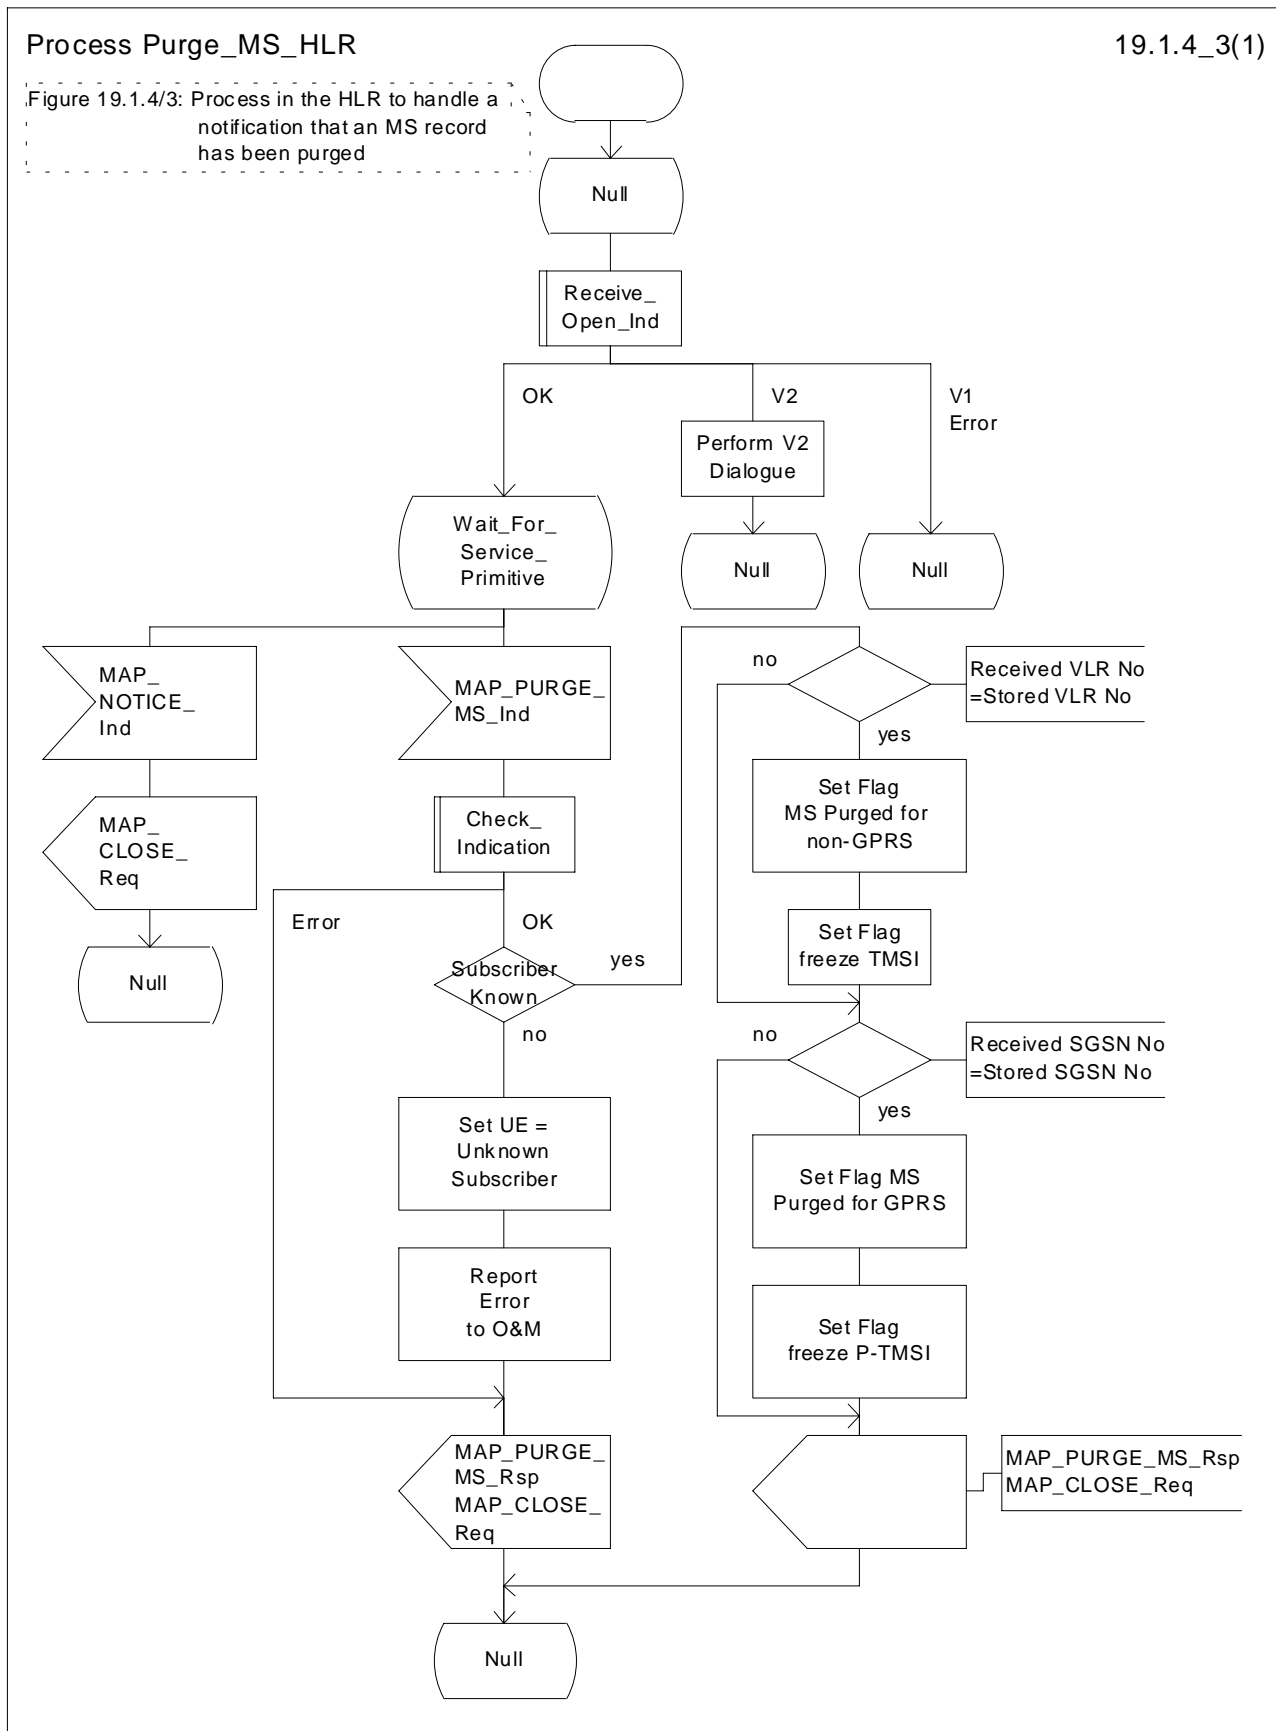 Process Purge_MS_HLR
19.1.4_3(1)
Figure 19.1.4/3: Process in the HLR to handle a
notification that an MS record
has been purged
Null
Receive_
Open_Ind
OK
V2
V1
Error
Perform V2
Dialogue
Wait_For_
Service_
Primitive
Null
Null
MAP_
NOTICE_
Ind
MAP_PURGE_
MS_Ind
no
Received VLR No
=Stored VLR No
yes
Set Flag
MS Purged for
non-GPRS
MAP_
CLOSE_
Req
Check_
Indication
Error
OK
Set Flag
freeze TMSI
Null
Subscriber
Known
yes
no
no
Received SGSN No
=Stored SGSN No
yes
Set UE =
Unknown
Subscriber
Set Flag MS
Purged for GPRS
Report
Error
to O&M
Set Flag
freeze P-TMSI
MAP_PURGE_
MS_Rsp
MAP_CLOSE_
Req
MAP_PURGE_MS_Rsp
MAP_CLOSE_Req
Null